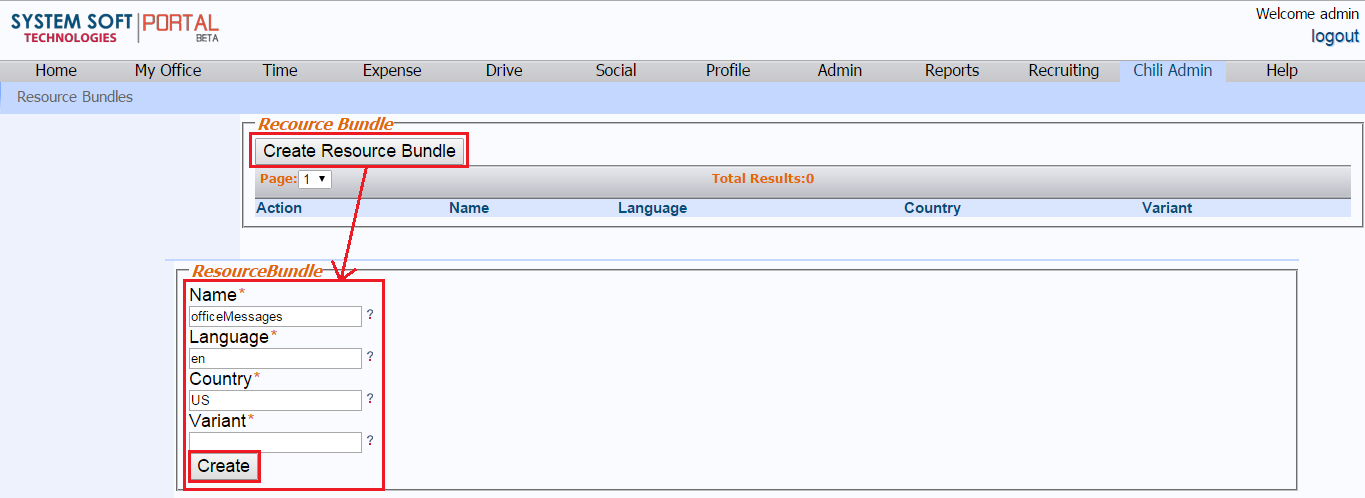 SYSTEM SOFT PORTAL
TECHNOLOGIES BETA
Welcome admin
logout
Home My Office Time Expense Drive Social Profile Admin Reports Recruiting Chili Admin Help
Resource Bundles
Recource Bundle
Create Resource Bundle
Page: 1 Total Results:0
Action Name Language Country Variant
ResourceBundle
Name*
officeMessages ?
Language*
en ?
Country*
US ?
Variant*
?
Create